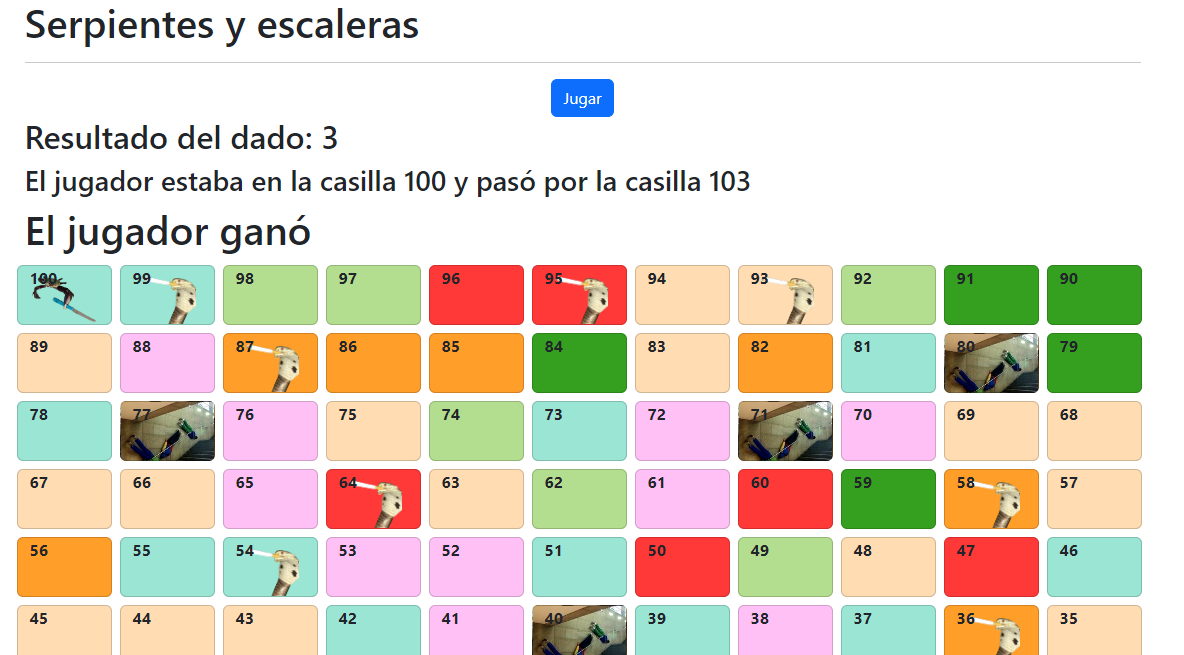 Serpientes y escaleras
Jugar
Resultado del dado: 3
El jugador estaba en la casilla 100 y pasó por la casilla 103
El jugador ganó
100 99 98 97 96 95 94 93 92 91 90
89 88 87 86 85 84 83 82 81 80 79
78 77 76 75 74 73 72 71 70 69 68
67 66 65 64 63 62 61 60 59 58 57
56 55 54 53 52 51 50 49 48 47 46
45 44 43 42 41 40 39 38 37 36 35